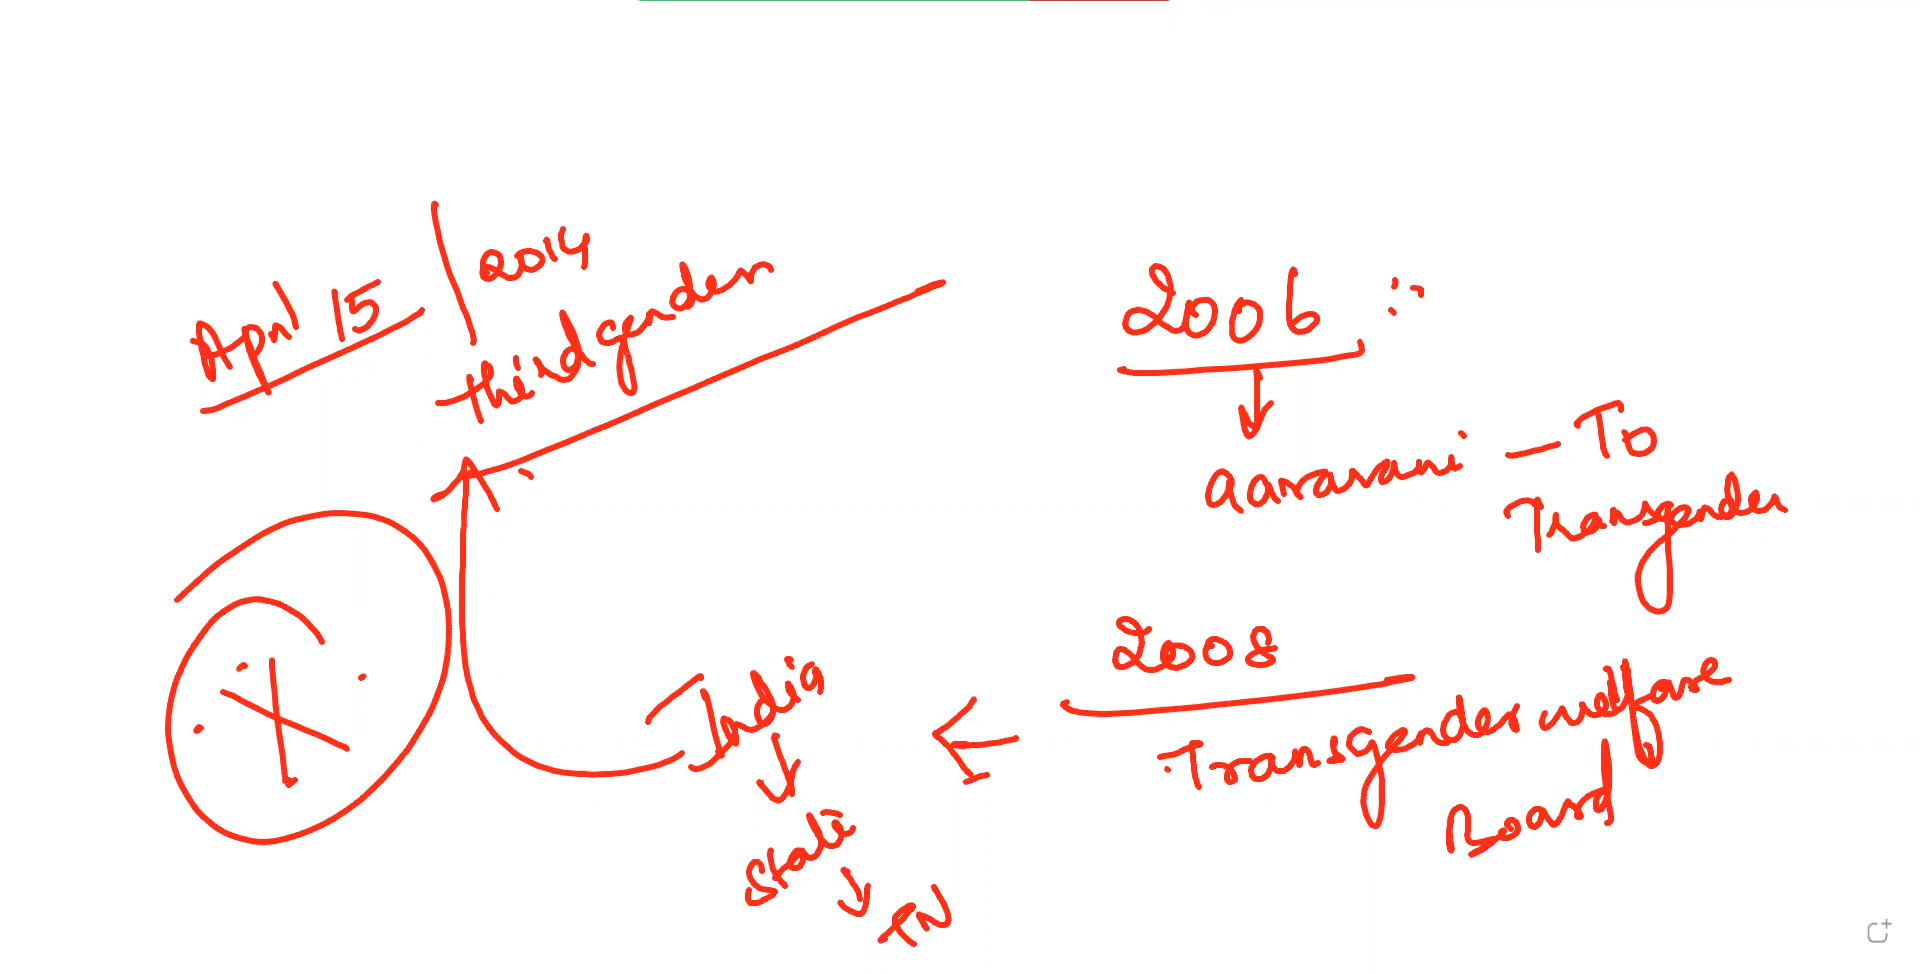 April 15 / 2014
third gender
2006 :-
aaravani - To
Transgender
2008
Transgender welfare
Board
India
State
TN
X